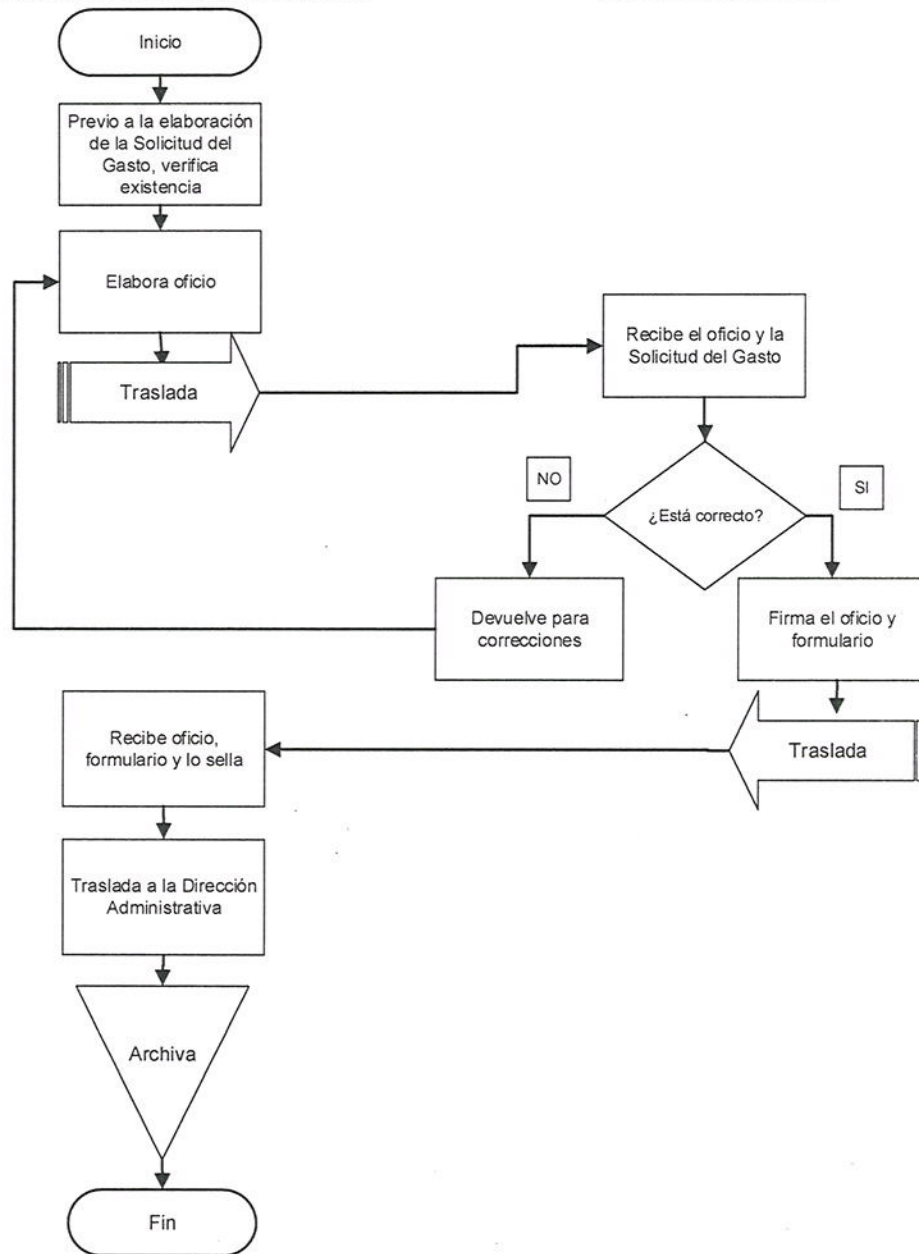 Inicio
Previo a la elaboración
de la Solicitud del
Gasto, verifica
existencia
Elabora oficio
Traslada
Recibe el oficio y la
Solicitud del Gasto
¿Está correcto?
NO
SI
Devuelve para
correcciones
Firma el oficio y
formulario
Traslada
Recibe oficio,
formulario y lo sella
Traslada a la Dirección
Administrativa
Archiva
Fin